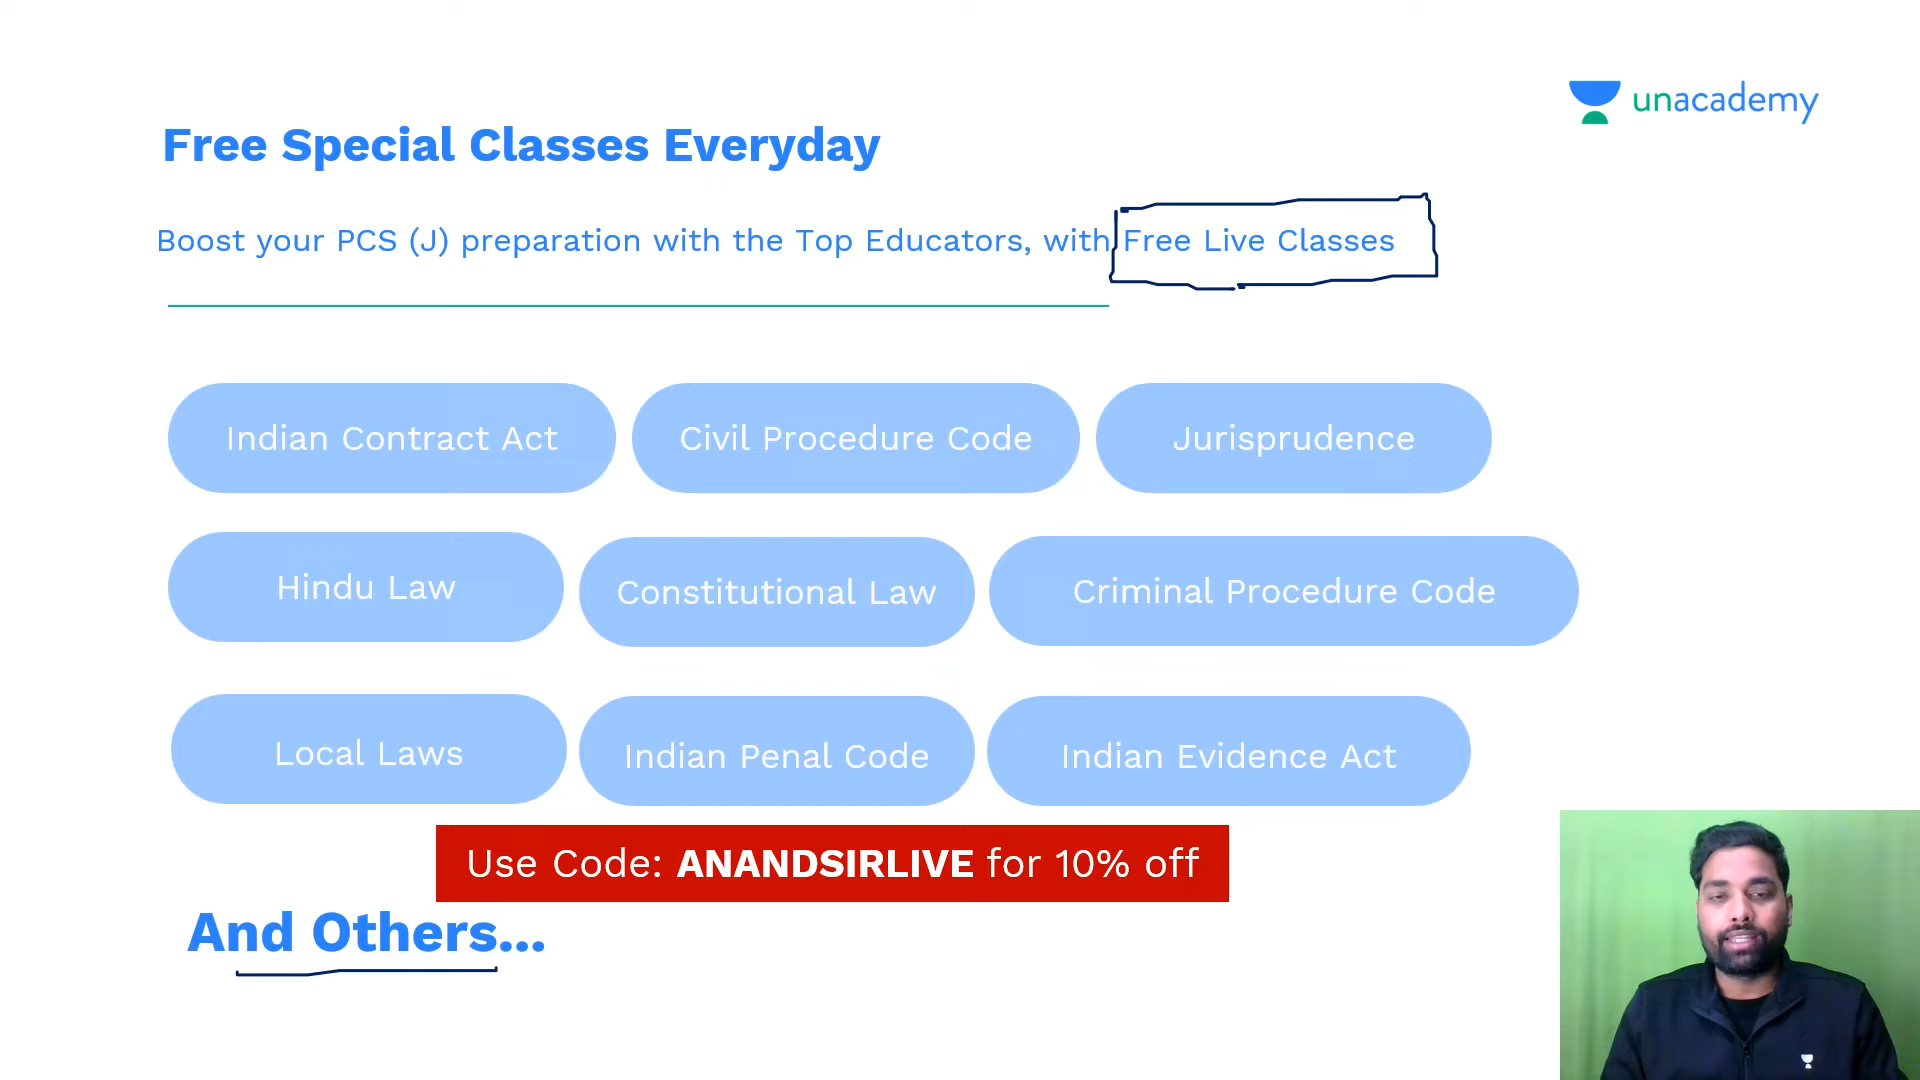 unacademy
Free Special Classes Everyday
Boost your PCS (J) preparation with the Top Educators, with Free Live Classes
Indian Contract Act
Civil Procedure Code
Jurisprudence
Hindu Law
Constitutional Law
Criminal Procedure Code
Local Laws
Indian Penal Code
Indian Evidence Act
Use Code: ANANDSIRLIVE for 10% off
And Others...